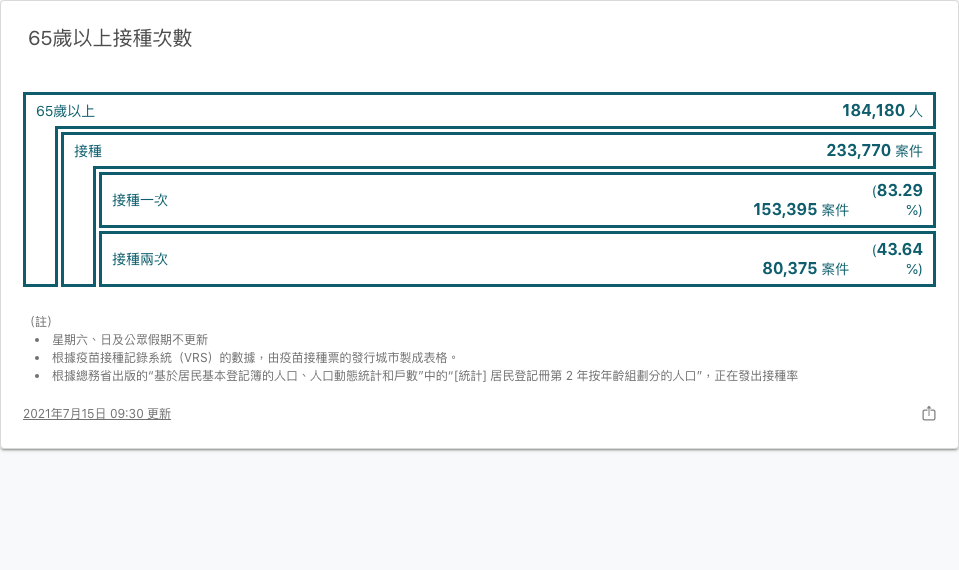 65歲以上接種次數
65歲以上
184,180 人
接種
233,770 案件
接種一次
153,395 案件
(83.29
%)
接種兩次
80,375 案件
(43.64
%)
（註）
星期六、日及公眾假期不更新
根據疫苗接種記錄系統（VRS）的數據，由疫苗接種票的發行城市製成表格。
根據總務省出版的“基於居民基本登記簿的人口、人口動態統計和戶數”中的“[統計] 居民登記冊第 2 年按年齡組劃分的人口”，正在發出接種率
2021年7月15日 09:30 更新